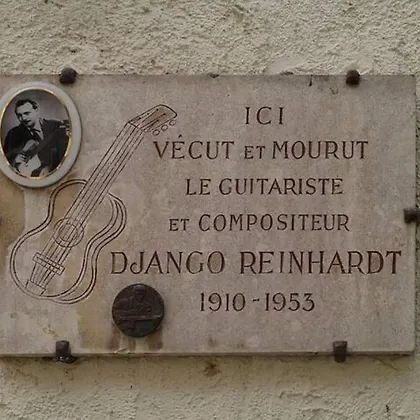 ICI
VÉCUT ET MOURUT
LE GUITARISTE
ET COMPOSITEUR
DJANGO REINHARDT
1910-1953